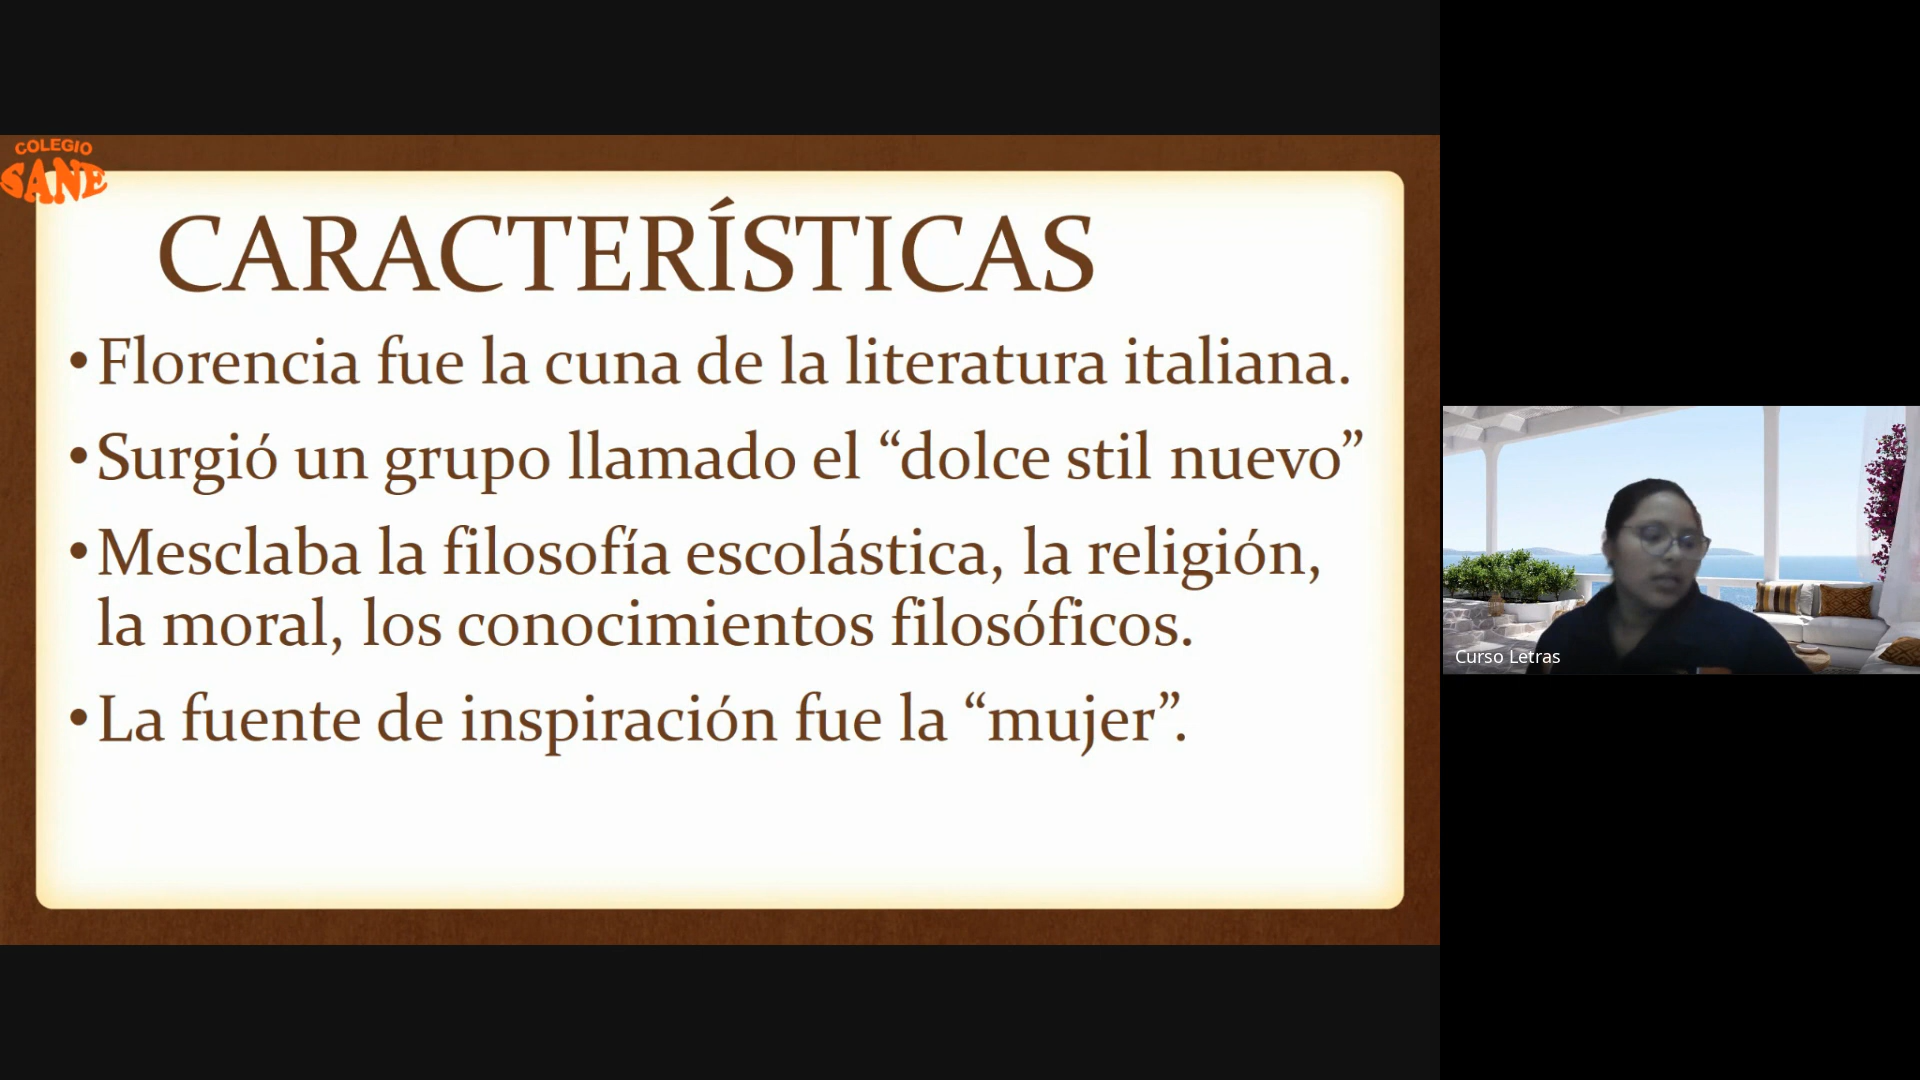 COLEGIO
SANE
CARACTERÍSTICAS
• Florencia fue la cuna de la literatura italiana.
• Surgió un grupo llamado el “dolce stil nuevo”
• Mesclaba la filosofía escolástica, la religión,
la moral, los conocimientos filosóficos.
• La fuente de inspiración fue la “mujer”.
Curso Letras